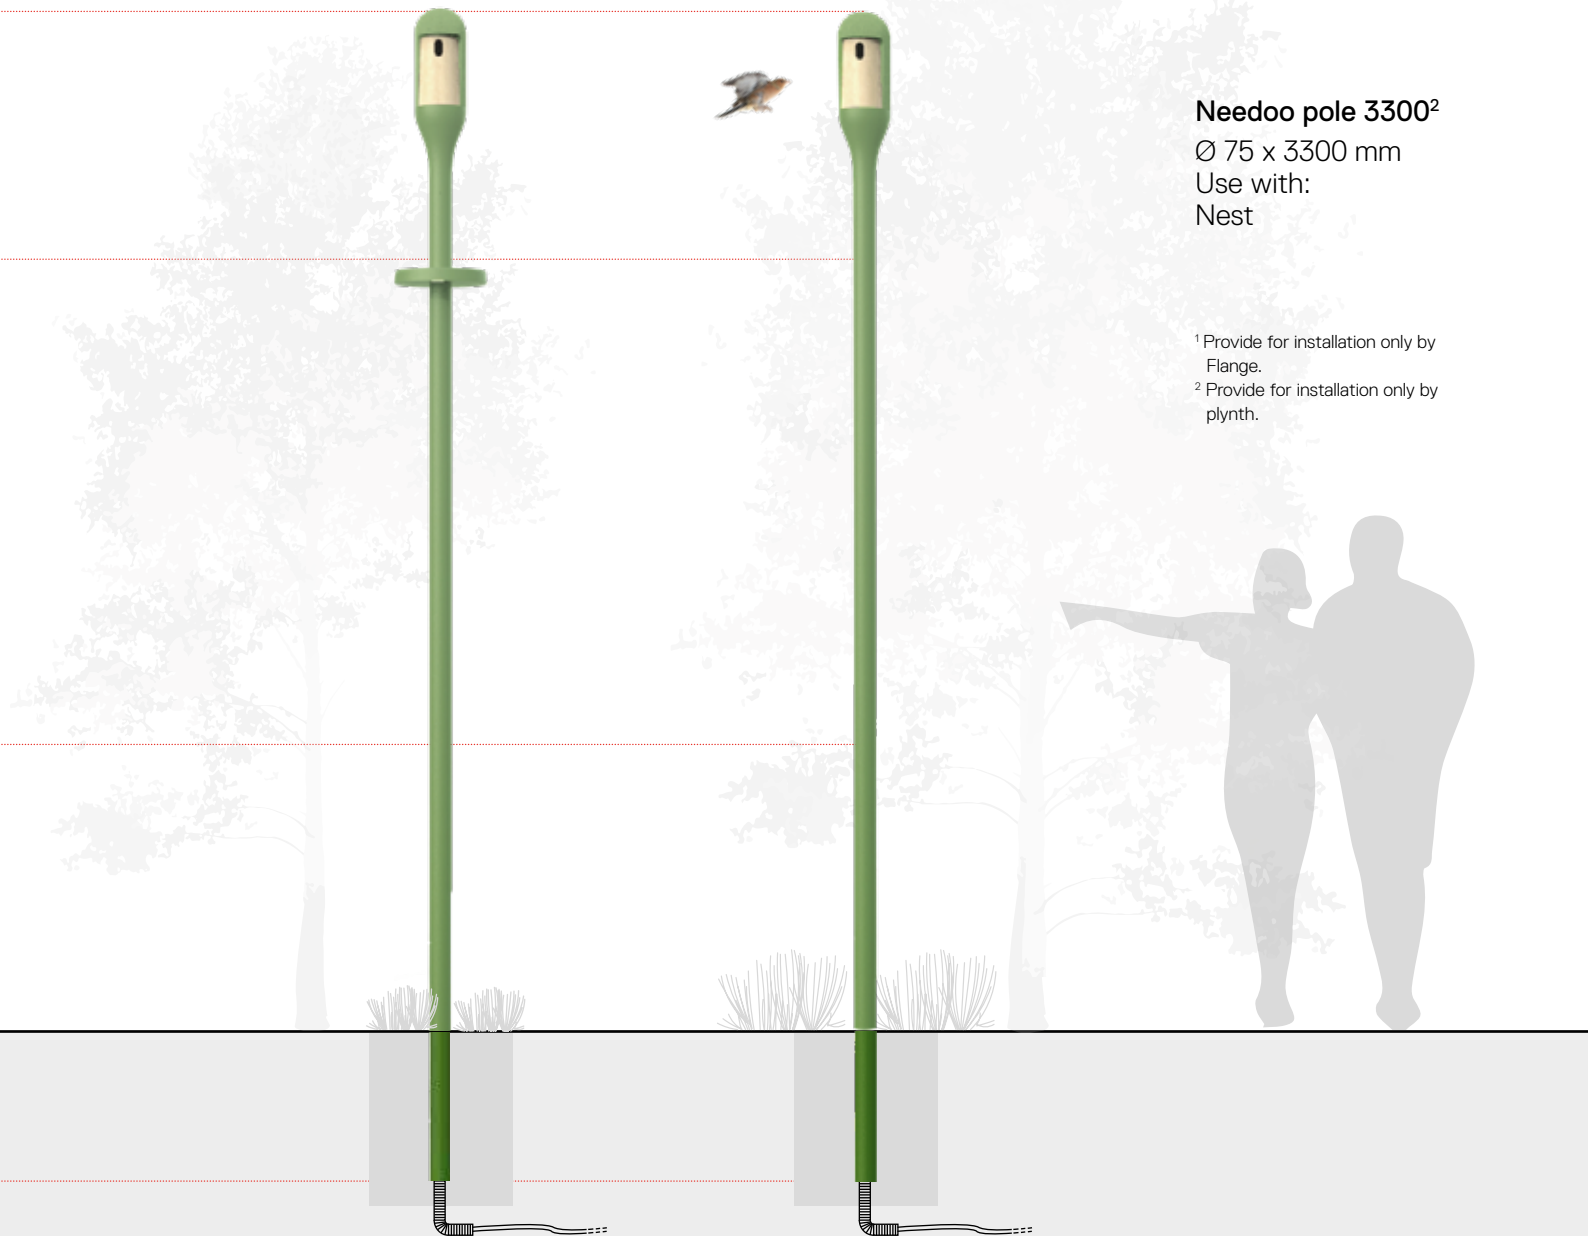 Needoo pole 3300²
Ø 75 x 3300 mm
Use with:
Nest
¹ Provide for installation only by
Flange.
² Provide for installation only by
plynth.